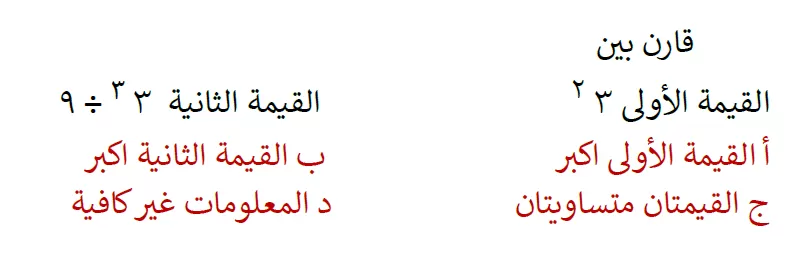 قارن بين
القيمة الأولى ٣ ٢ القيمة الثانية ٣ ٣ ÷ ٩
أ القيمة الأولى اكبر ب القيمة الثانية اكبر
ج القيمتان متساويتان د المعلومات غير كافية